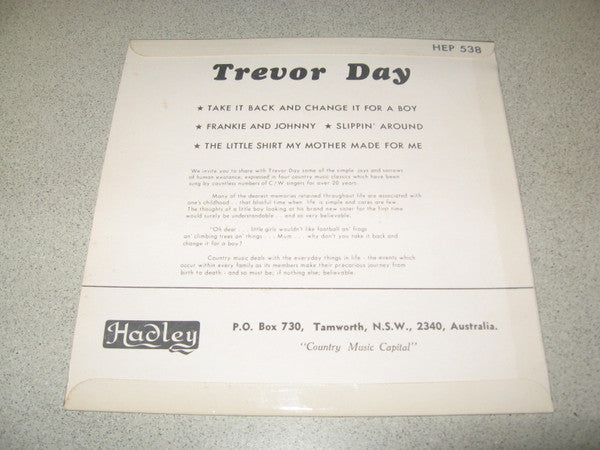 HEP 538
Trevor Day
★ TAKE IT BACK AND CHANGE IT FOR A BOY
★ FRANKIE AND JOHNNY ★ SLIPPIN' AROUND
★ THE LITTLE SHIRT MY MOTHER MADE FOR ME
We invite you to share with Trevor Day some of the simple joys and sorrows
of human existence, expressed in four country music classics which have been
sung by countless numbers of C/W singers for over 20 years.
Many of the dearest memories retained throughout life are associated with
one's childhood . . that blissful time when life is simple and cares are few.
The thoughts of a little boy looking at his brand new sister for the first time
would surely be understandable . . and so very believable.
"Oh dear . . . little girls wouldn't like football an' frogs
an' climbing trees an' things . . . Mum . . why don't you take it back and
change it for a boy?
Country music deals with the everyday things in life - the events which
occur within every family as its members make their precarious journey from
birth to death - and so must be, if nothing else, believable.
Hadley
P.O. Box 730, Tamworth, N.S.W., 2340, Australia.
"Country Music Capital"